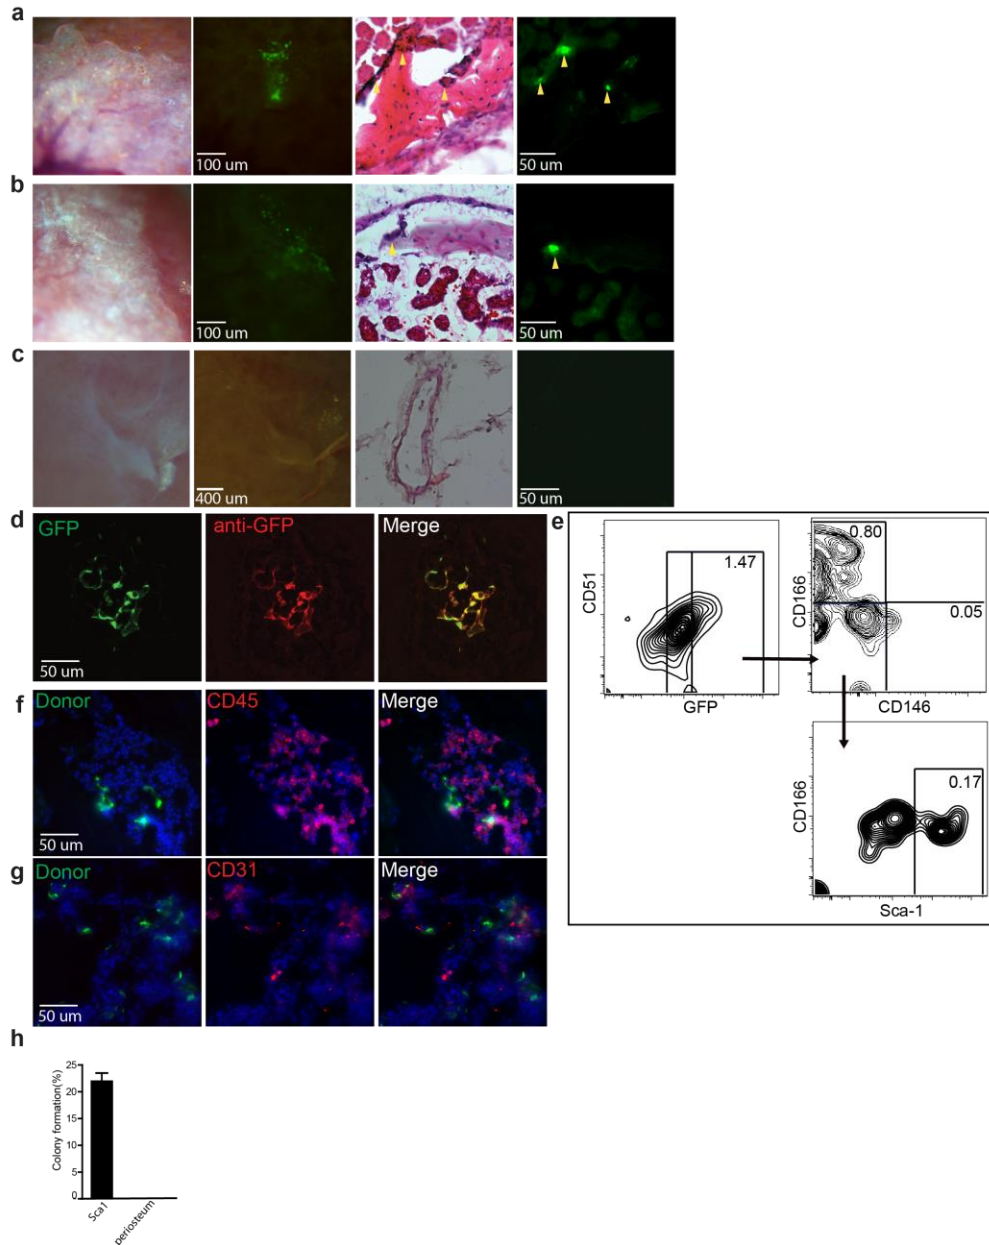 a
100 um
50 um
b
100 um
50 um
c
400 um
50 um
d
GFP
anti-GFP
Merge
50 um
e
CD51
1.47
GFP
CD166
0.80
0.05
CD146
CD166
0.17
Sca-1
f
Donor
CD45
Merge
50 um
g
Donor
CD31
Merge
50 um
h
Colony formation(%)
25
20
15
10
5
0
Sca1
periosteum